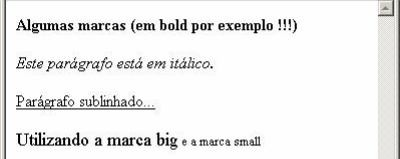 Algumas marcas (em bold por exemplo !!!)
Este parágrafo está em itálico.
Parágrafo sublinhado...
Utilizando a marca big e a marca small